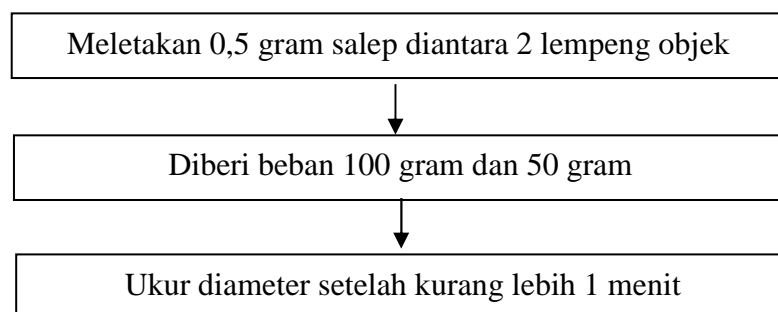 Meletakan 0,5 gram salep diantara 2 lempeng objek
Diberi beban 100 gram dan 50 gram
Ukur diameter setelah kurang lebih 1 menit